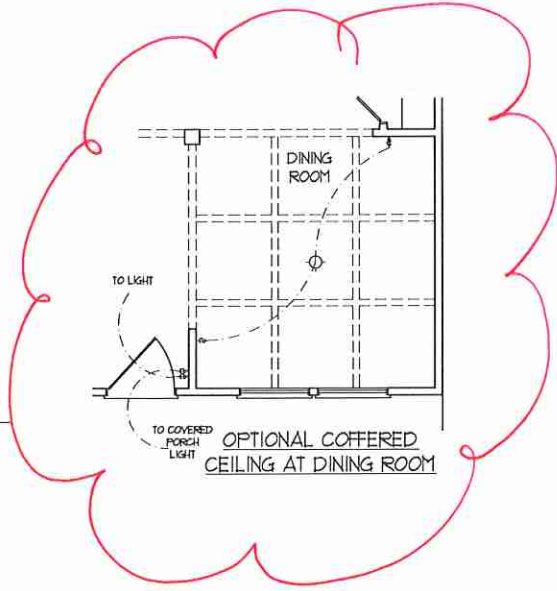 DINING
ROOM
TO LIGHT
TO COVERED
PORCH
LIGHT
OPTIONAL COFFERED
CEILING AT DINING ROOM